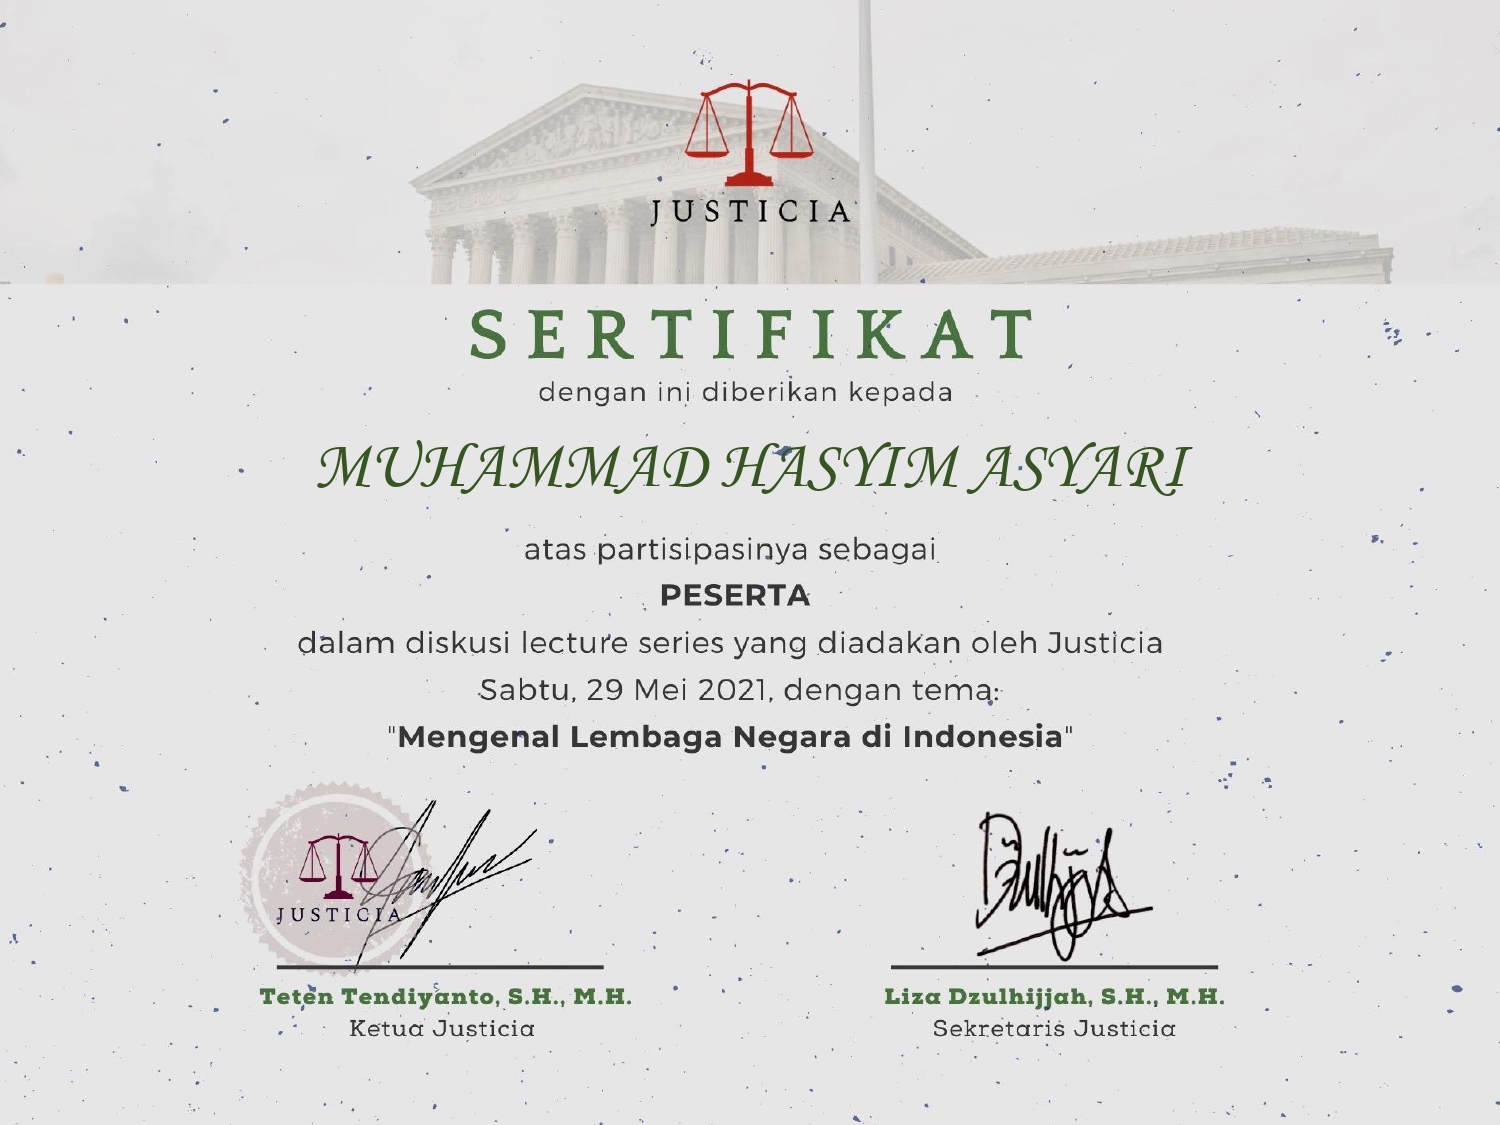 JUSTICIA
SERTIFIKAT
dengan ini diberikan kepada
MUHAMMAD HASYIM ASYARI
atas partisipasinya sebagai
PESERTA
dalam diskusi lecture series yang diadakan oleh Justicia
Sabtu, 29 Mei 2021, dengan tema:
"Mengenal Lembaga Negara di Indonesia"
JUSTICIA
Teten Tendiyanto, S.H., M.H.
Ketua Justicia
Liza Dzulhijjah, S.H., M.H.
Sekretaris Justicia